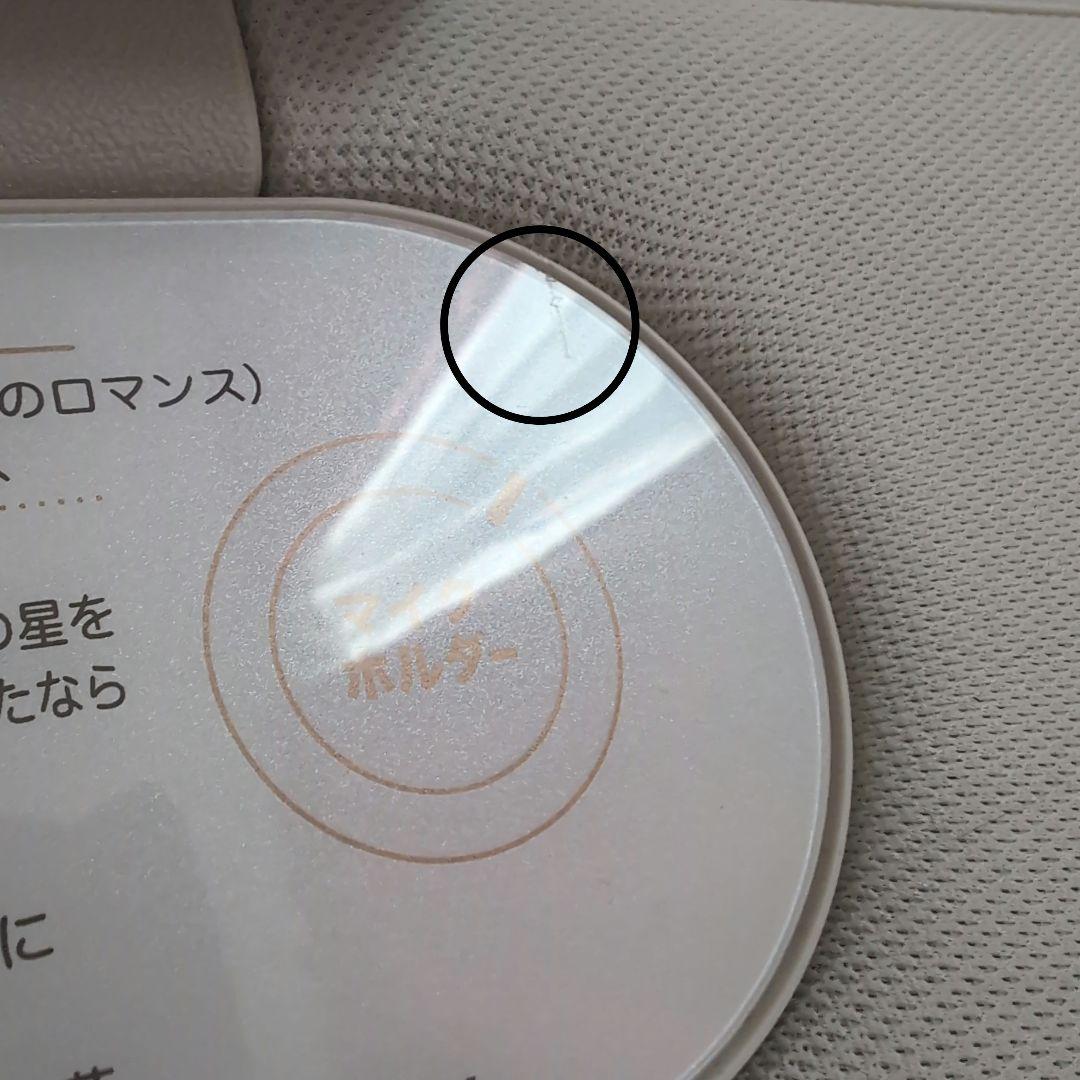 のロマンス)
マイク
ホルダー
の星を
たなら
に